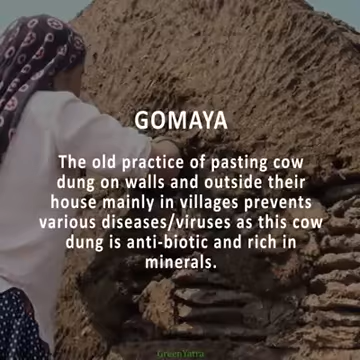 GOMAYA
The old practice of pasting cow
dung on walls and outside their
house mainly in villages prevents
various diseases/viruses as this cow
dung is anti-biotic and rich in
minerals.
GreenYatra